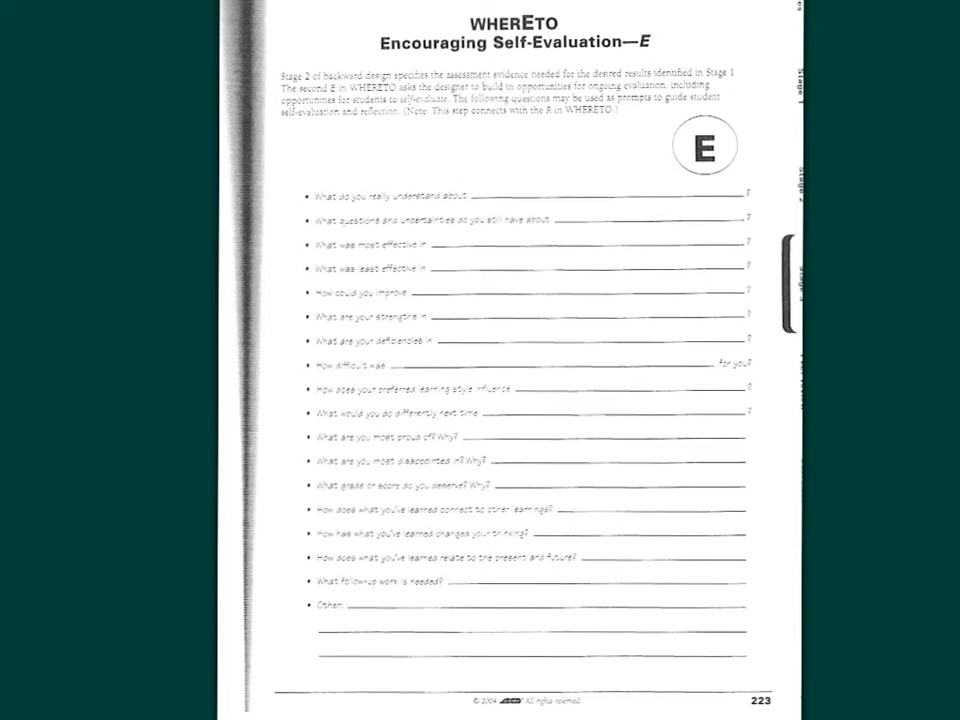 WHERETO
Encouraging Self-Evaluation—E
Stage 2 of backward design specifies the assessment evidence needed for the desired results identified in Stage 1
The second E in WHERETO asks the designer to build in opportunities for ongoing evaluation, including
opportunities for students to self-evaluate. The following questions may be used as prompts to guide student
self-evaluation and reflection. (Note: This step connects with the R in WHERETO.)
E
• What do you really understand about ?
• What questions and uncertainties do you still have about ?
• What was most effective in ?
• What was least effective in ?
• How could you improve ?
• What are your strengths in ?
• What are your deficiencies in ?
• How difficult was for you?
• How does your preferred learning style influence ?
• What would you do differently next time ?
• What are you most proud of? Why?
• What are you most disappointed in? Why?
• What grade or score do you deserve? Why?
• How does what you've learned connect to other learnings?
• How has what you've learned changed your thinking?
• How does what you've learned relate to the present and future?
• What follow-up work is needed?
• Other:
© 2004 ASCD® All rights reserved.
223
Stage 1
Stage 2
Stage 3